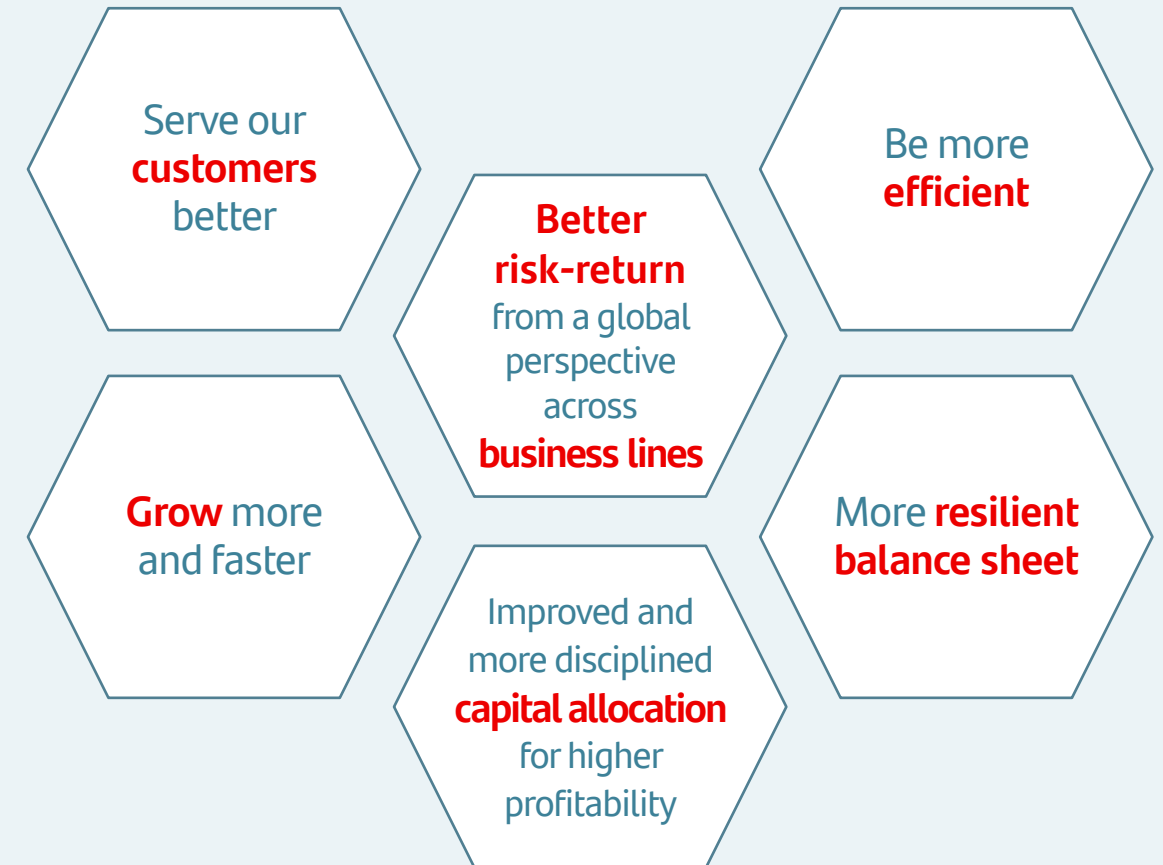 Serve our
customers
better
Better
risk-return
from a global
perspective
across
business lines
Be more
efficient
Grow more
and faster
Improved and
more disciplined
capital allocation
for higher
profitability
More resilient
balance sheet